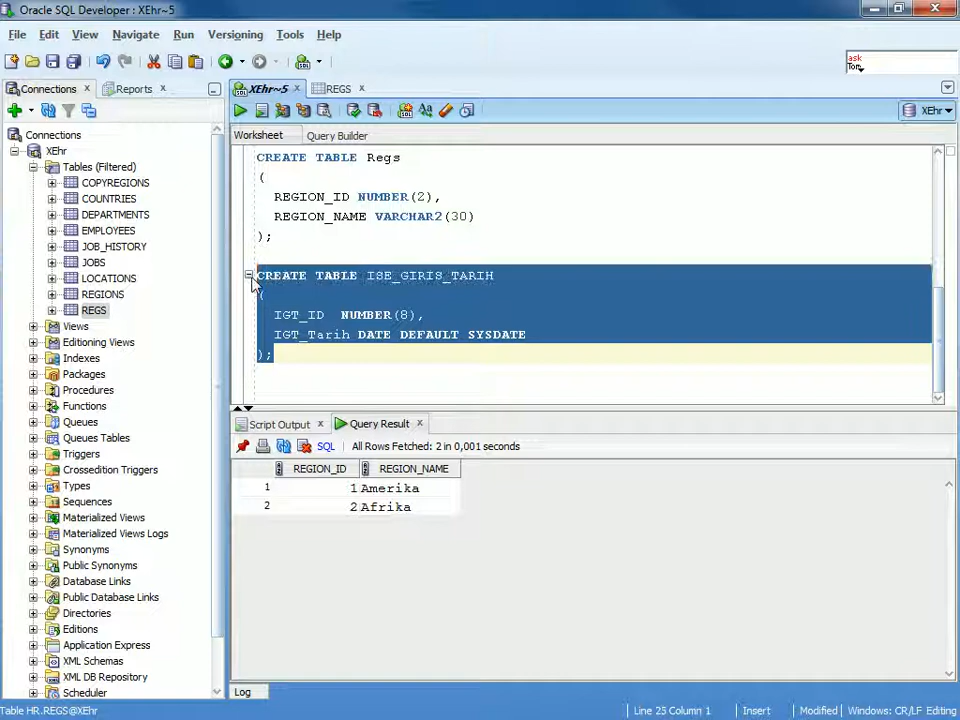 Oracle SQL Developer : XEhr~5
File Edit View Navigate Run Versioning Tools Help
ask
Tom
Connections Reports XEhr~5 REGS
XEhr
Worksheet Query Builder
Connections
XEhr
Tables (Filtered)
COPYREGIONS
COUNTRIES
DEPARTMENTS
EMPLOYEES
JOB_HISTORY
JOBS
LOCATIONS
REGIONS
REGS
Views
Editioning Views
Indexes
Packages
Procedures
Functions
Queues
Queues Tables
Triggers
Crossedition Triggers
Types
Sequences
Materialized Views
Materialized Views Logs
Synonyms
Public Synonyms
Database Links
Public Database Links
Directories
Editions
Application Express
XML Schemas
XML DB Repository
Scheduler
CREATE TABLE Regs
(
REGION_ID NUMBER(2),
REGION_NAME VARCHAR2(30)
);
CREATE TABLE ISE_GIRIS_TARIH
(
IGT_ID NUMBER(8),
IGT_Tarih DATE DEFAULT SYSDATE
);
Script Output Query Result
SQL All Rows Fetched: 2 in 0,001 seconds
REGION_ID REGION_NAME
1 1 Amerika
2 2 Afrika
Log
Table HR.REGS@XEhr Line 25 Column 1 Insert Modified Windows: CR/LF Editing